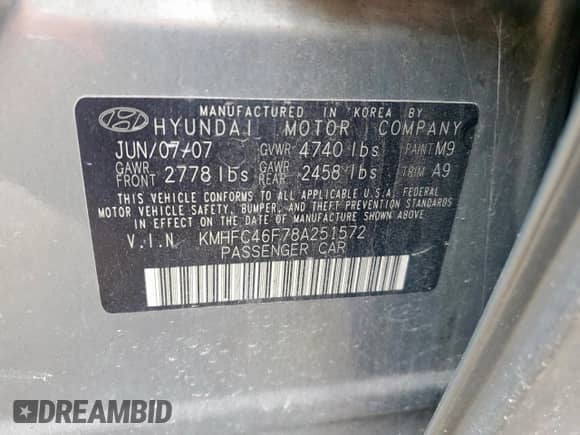 MANUFACTURED IN KOREA BY
HYUNDAI MOTOR COMPANY
JUN/07/07 GVWR 4740 lbs PAINT M9
GAWR FRONT 2778 lbs GAWR REAR 2458 lbs TRIM A9
THIS VEHICLE CONFORMS TO ALL APPLICABLE U.S.A. FEDERAL
MOTOR VEHICLE SAFETY, BUMPER, AND THEFT PREVENTION STANDARDS
IN EFFECT ON THE DATE OF MANUFACTURE SHOWN ABOVE.
V.I.N. KMHFC46F78A251572
PASSENGER CAR
DREAMBID